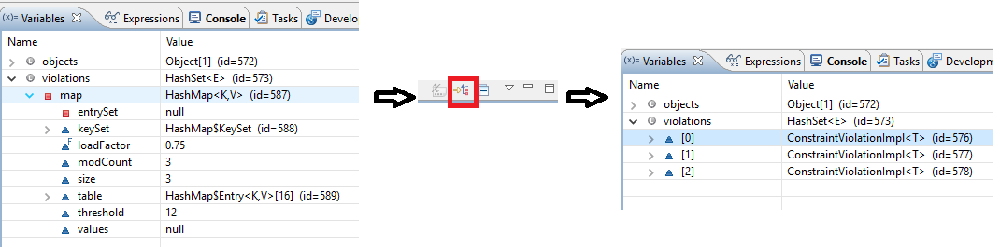 (x)= Variables Expressions Console Tasks Develo
Name Value
objects Object[1] (id=572)
violations HashSet<E> (id=573)
map HashMap<K,V> (id=587)
entrySet null
keySet HashMap$KeySet (id=588)
F loadFactor 0.75
modCount 3
size 3
table HashMap$Entry<K,V>[16] (id=589)
threshold 12
values null
(x)= Variables Expressions Console Tasks Developm
Name Value
objects Object[1] (id=572)
violations HashSet<E> (id=573)
[0] ConstraintViolationImpl<T> (id=576)
[1] ConstraintViolationImpl<T> (id=577)
[2] ConstraintViolationImpl<T> (id=578)